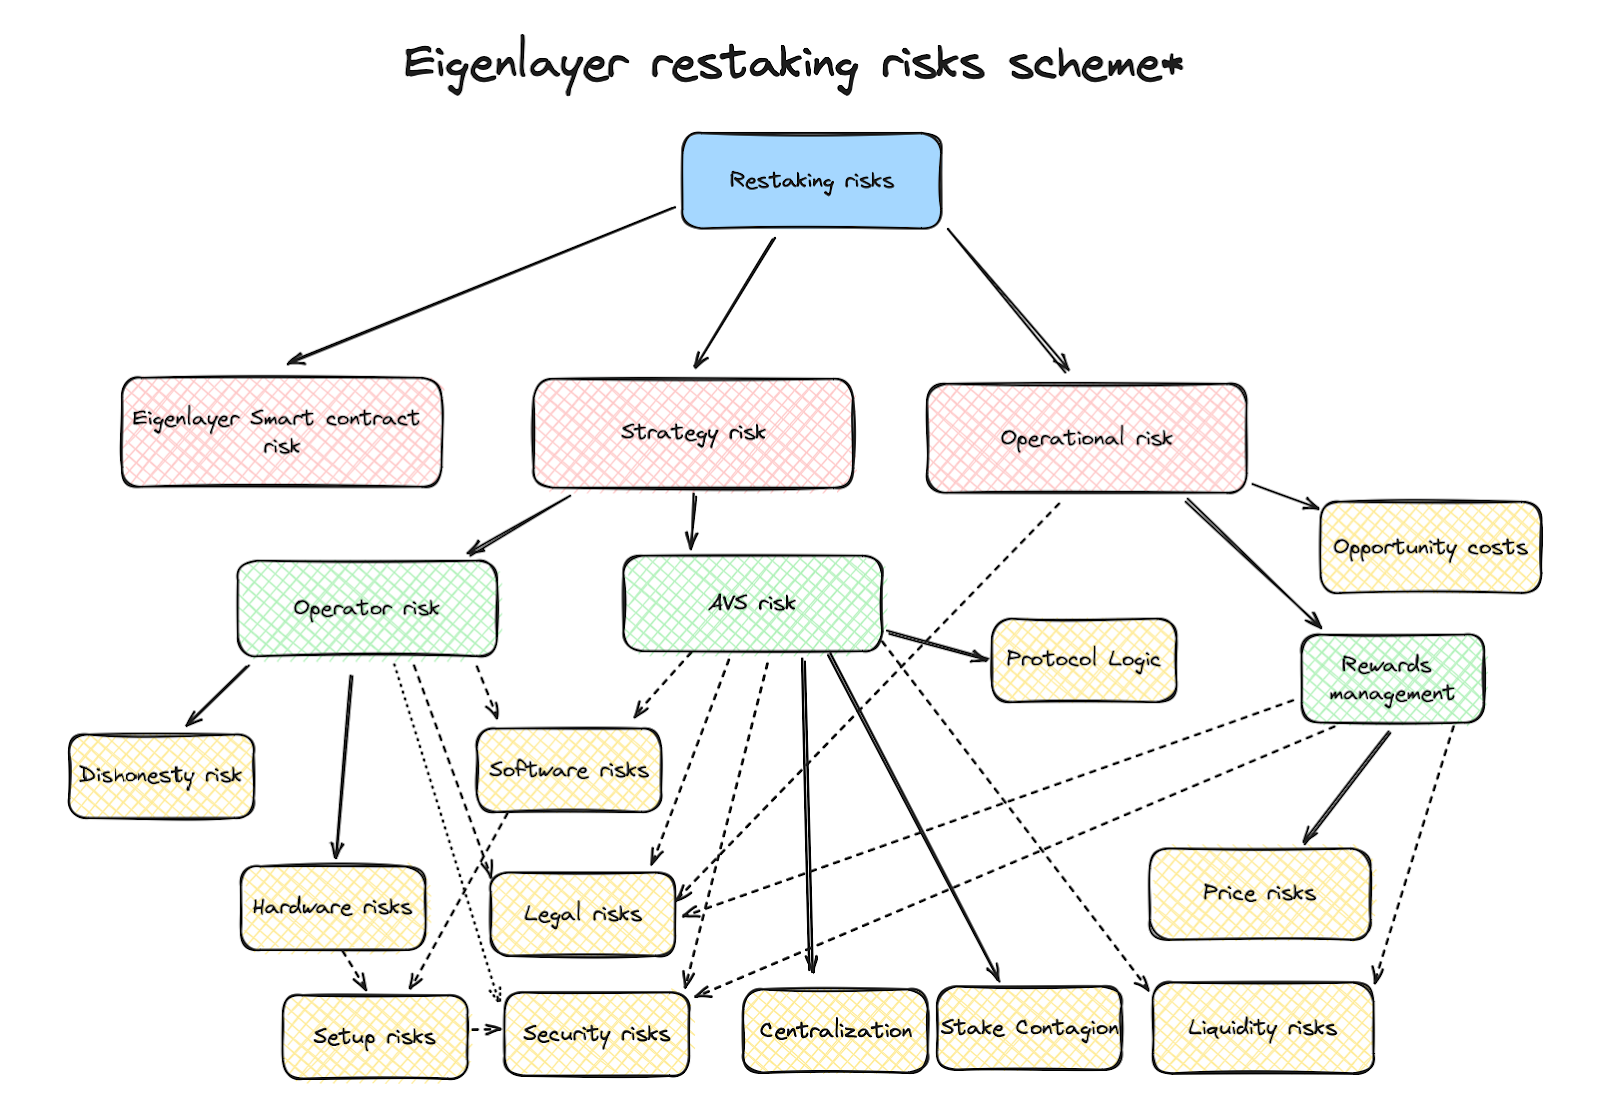 Eigenlayer restaking risks scheme*
Restaking risks
Eigenlayer Smart contract
risk
Strategy risk
Operational risk
Opportunity costs
Operator risk
AVS risk
Protocol Logic
Rewards
management
Dishonesty risk
Software risks
Hardware risks
Legal risks
Price risks
Setup risks
Security risks
Centralization
Stake Contagion
Liquidity risks